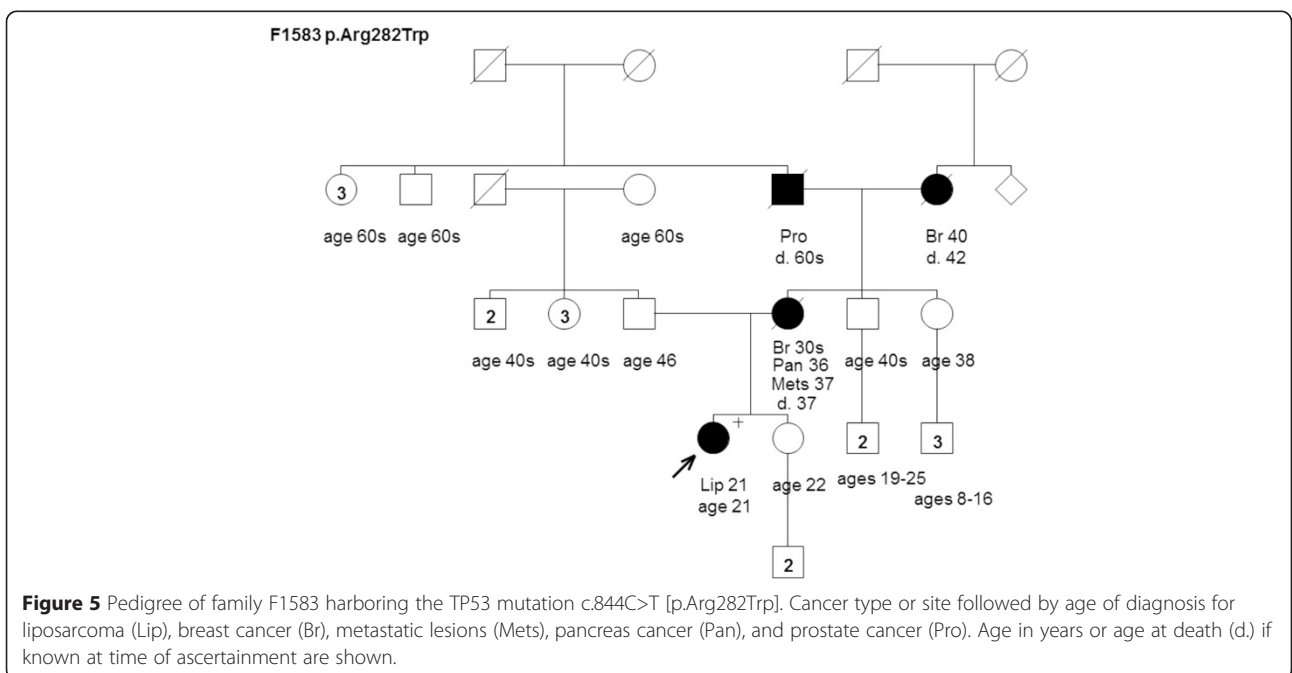 F1583 p.Arg282Trp
3
age 60s age 60s age 60s Pro Br 40
d. 60s d. 42
2 3
age 40s age 40s age 46 Br 30s age 40s age 38
Pan 36
Mets 37
d. 37
+ 2 3
Lip 21 age 22 ages 19-25
age 21 ages 8-16
2
Figure 5 Pedigree of family F1583 harboring the TP53 mutation c.844C>T [p.Arg282Trp]. Cancer type or site followed by age of diagnosis for
liposarcoma (Lip), breast cancer (Br), metastatic lesions (Mets), pancreas cancer (Pan), and prostate cancer (Pro). Age in years or age at death (d.) if
known at time of ascertainment are shown.